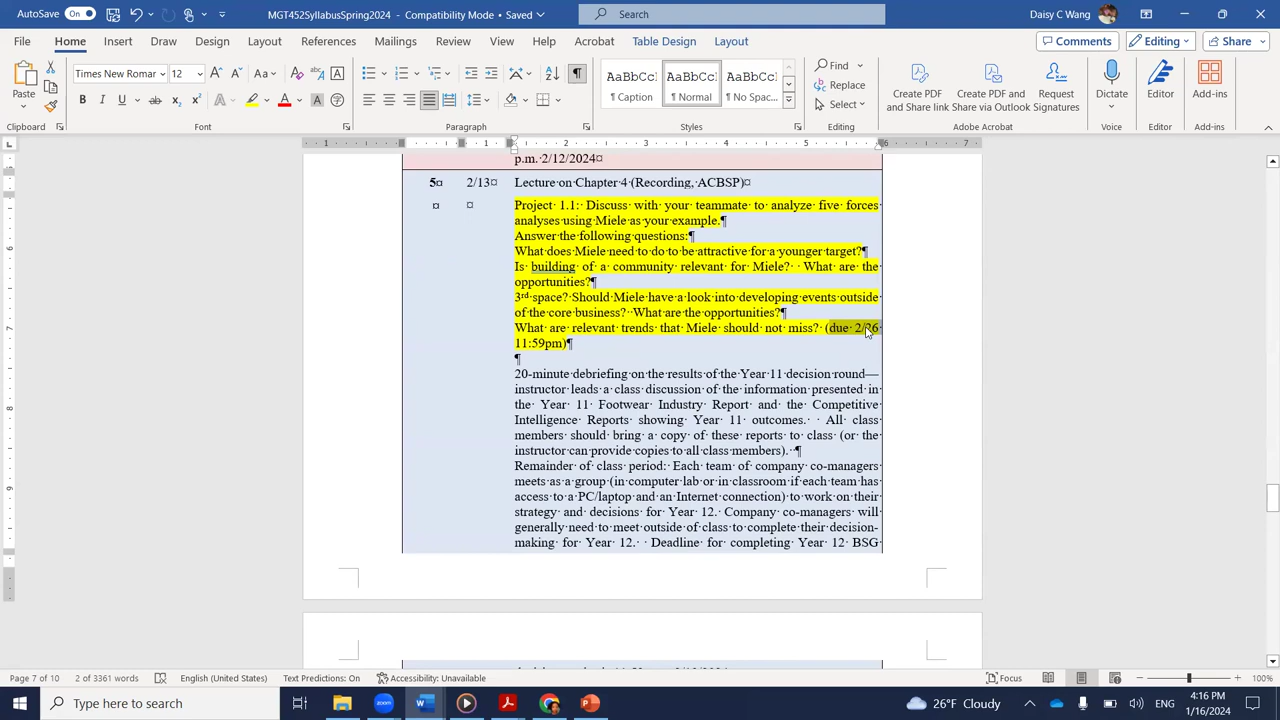 AutoSave On MGT452SyllabusSpring2024 - Compatibility Mode • Saved Search Daisy C Wang
File Home Insert Draw Design Layout References Mailings Review View Help Acrobat Table Design Layout Comments Editing Share
Paste Times New Roman 12 AaBbCcI AaBbCcI AaBbCcI Find Replace Select
Caption Normal No Spac...
Create PDF and Share link Create PDF and Share via Outlook Request Signatures Dictate Editor Add-ins
Clipboard Font Paragraph Styles Editing Adobe Acrobat Voice Editor Add-ins
1 1 2 3 4 5 6 7
p.m. 2/12/2024¤
5¤ 2/13¤ Lecture on Chapter 4 (Recording, ACBSP)¤
¤ ¤ Project 1.1: Discuss with your teammate to analyze five forces
analyses using Miele as your example.¶
Answer the following questions:¶
What does Miele need to do to be attractive for a younger target?¶
Is building of a community relevant for Miele? What are the
opportunities?¶
3rd space? Should Miele have a look into developing events outside
of the core business? What are the opportunities?¶
What are relevant trends that Miele should not miss? (due 2/26
11:59pm)¶
¶
20-minute debriefing on the results of the Year 11 decision round—
instructor leads a class discussion of the information presented in
the Year 11 Footwear Industry Report and the Competitive
Intelligence Reports showing Year 11 outcomes. All class
members should bring a copy of these reports to class (or the
instructor can provide copies to all class members). ¶
Remainder of class period: Each team of company co-managers
meets as a group (in computer lab or in classroom if each team has
access to a PC/laptop and an Internet connection) to work on their
strategy and decisions for Year 12. Company co-managers will
generally need to meet outside of class to complete their decision-
making for Year 12. Deadline for completing Year 12 BSG
Page 7 of 10 2 of 3361 words English (United States) Text Predictions: On Accessibility: Unavailable Focus 100%
Type here to search 26°F Cloudy 4:16 PM
1/16/2024